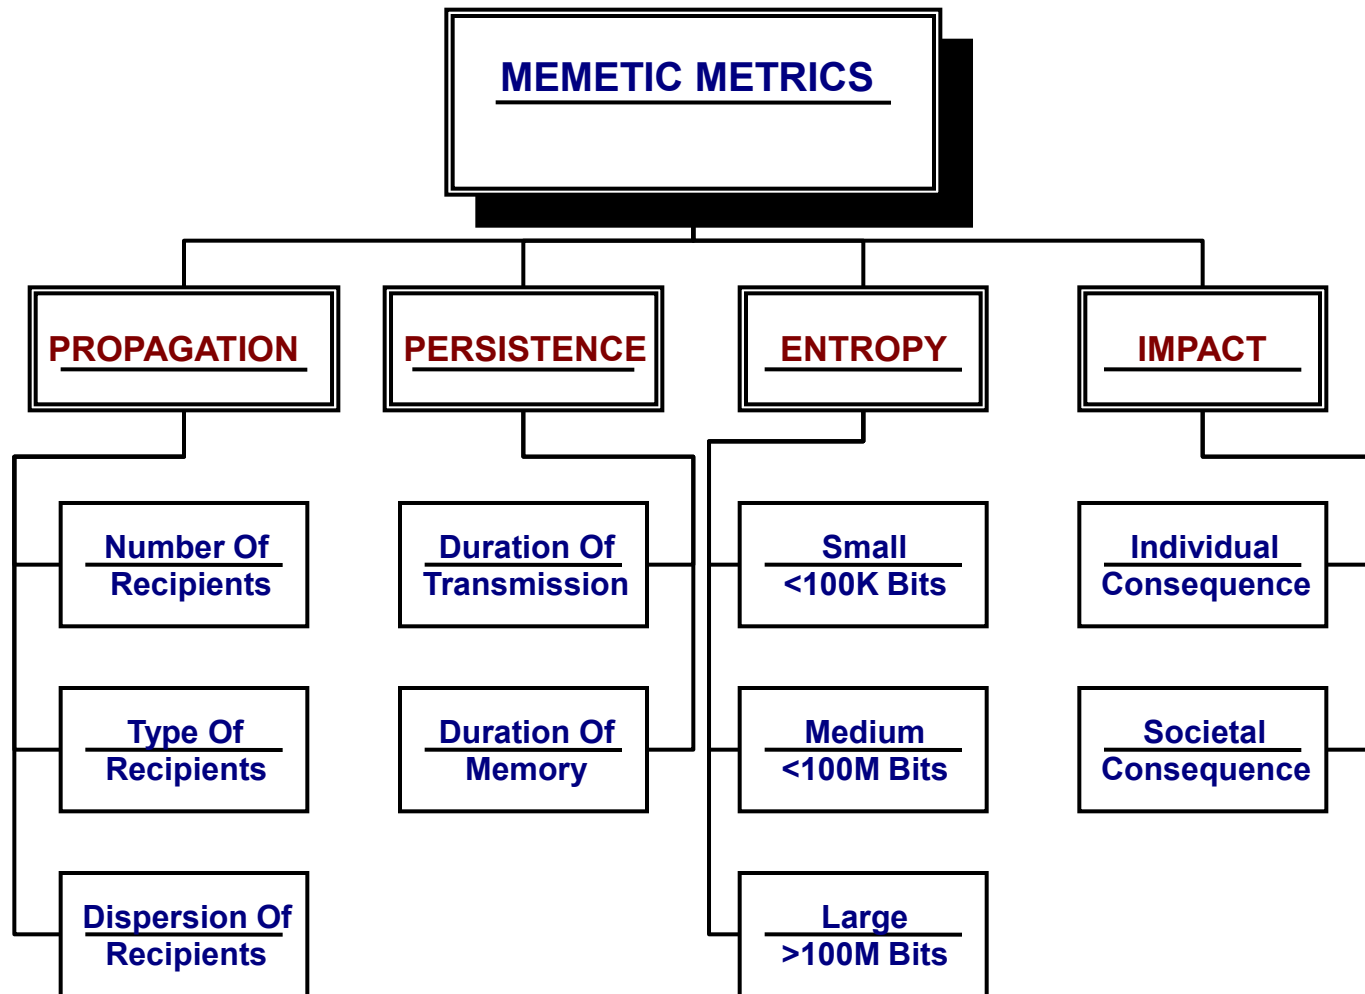 MEMETIC METRICS
PROPAGATION
Number Of
Recipients
Type Of
Recipients
Dispersion Of
Recipients
PERSISTENCE
Duration Of
Transmission
Duration Of
Memory
ENTROPY
Small
<100K Bits
Medium
<100M Bits
Large
>100M Bits
IMPACT
Individual
Consequence
Societal
Consequence